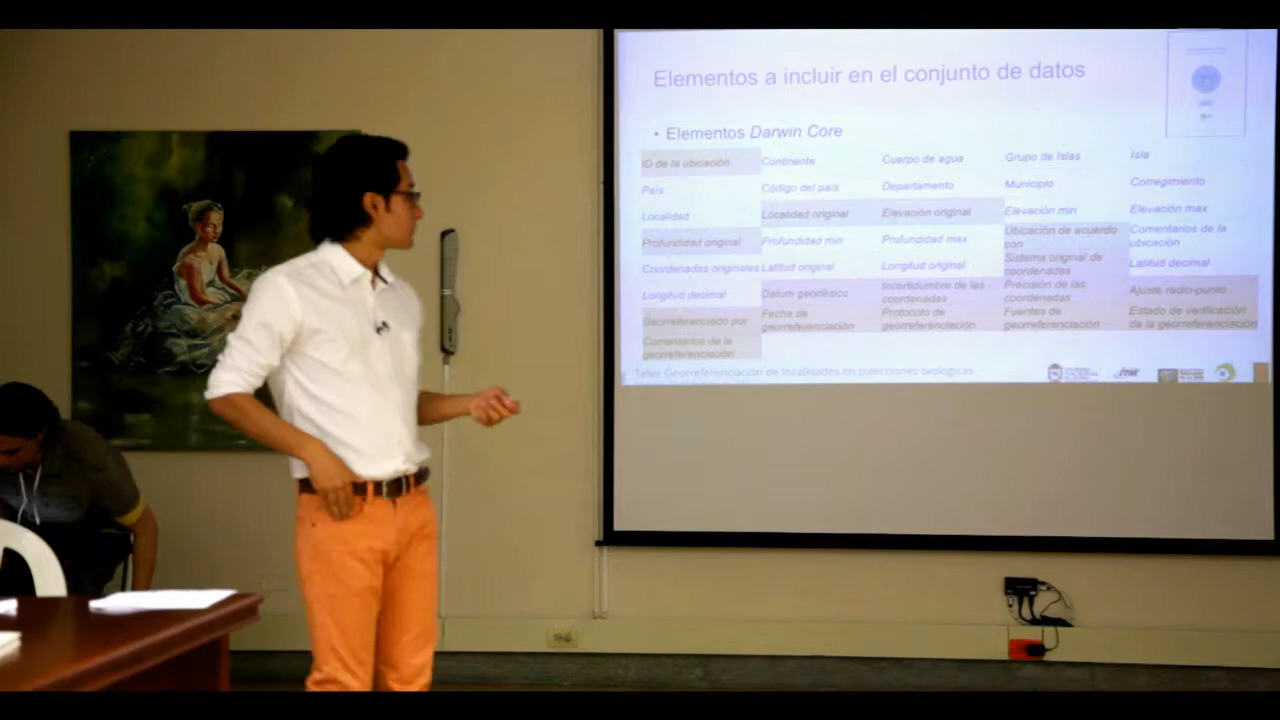 Elementos a incluir en el conjunto de datos
• Elementos Darwin Core
ID de la ubicación Continente Cuerpo de agua Grupo de Islas Isla
País Código del país Departamento Municipio Corregimiento
Localidad Localidad original Elevación original Elevación min Elevación max
Profundidad original Profundidad min Profundidad max Ubicación de acuerdo con Comentarios de la ubicación
Coordenadas originales Latitud original Longitud original Sistema original de coordenadas Latitud decimal
Longitud decimal Datum geodésico Incertidumbre de las coordenadas Precisión de las coordenadas Ajuste radio-punto
Georreferenciado por Fecha de georreferenciación Protocolo de georreferenciación Fuentes de georreferenciación Estado de verificación de la georreferenciación
Comentarios de la georreferenciación
Taller Georreferenciación de localidades en colecciones biológicas